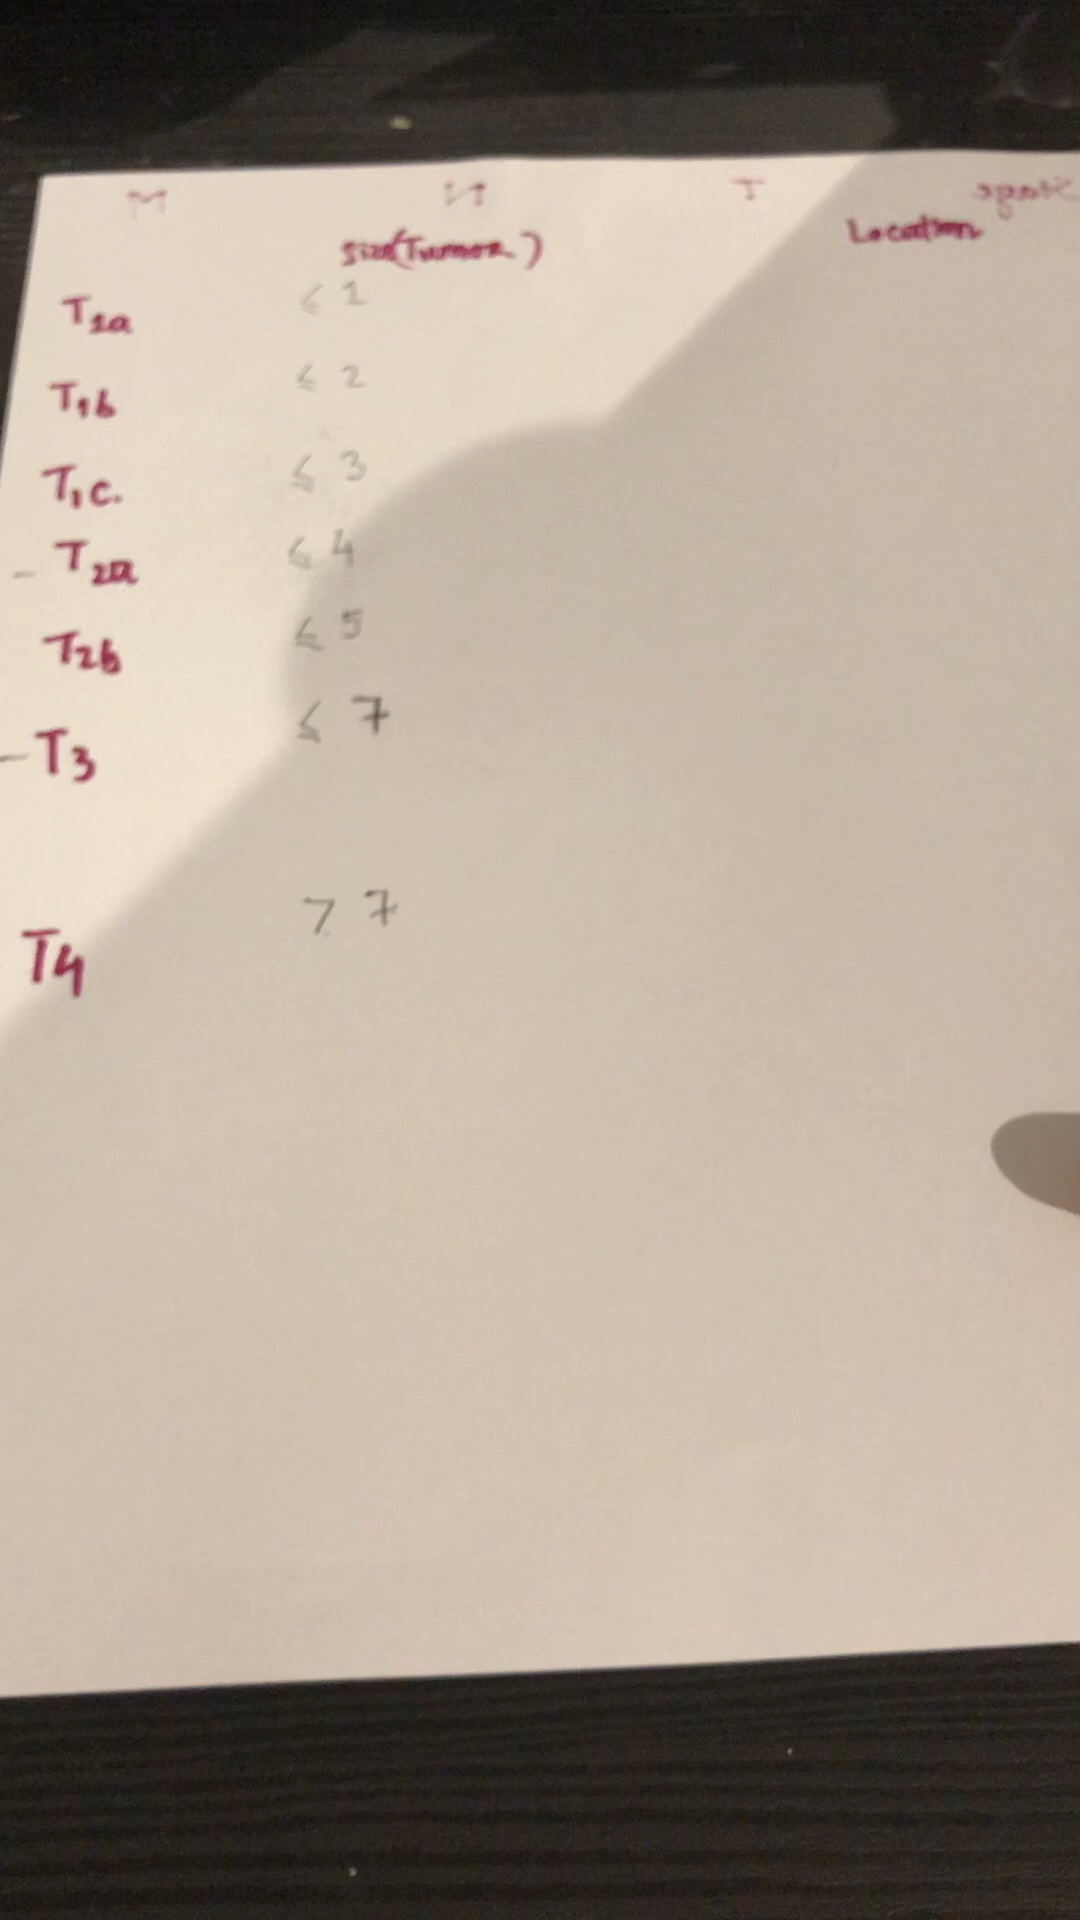 size(Tumor) Location
T1a ≤ 1
T1b ≤ 2
T1c. ≤ 3
- T2a ≤ 4
T2b ≤ 5
- T3 ≤ 7
T4 > 7